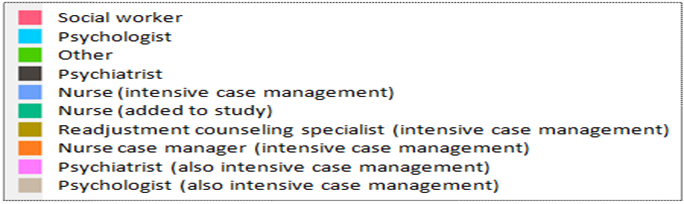 Social worker
Psychologist
Other
Psychiatrist
Nurse (intensive case management)
Nurse (added to study)
Readjustment counseling specialist (intensive case management)
Nurse case manager (intensive case management)
Psychiatrist (also intensive case management)
Psychologist (also intensive case management)